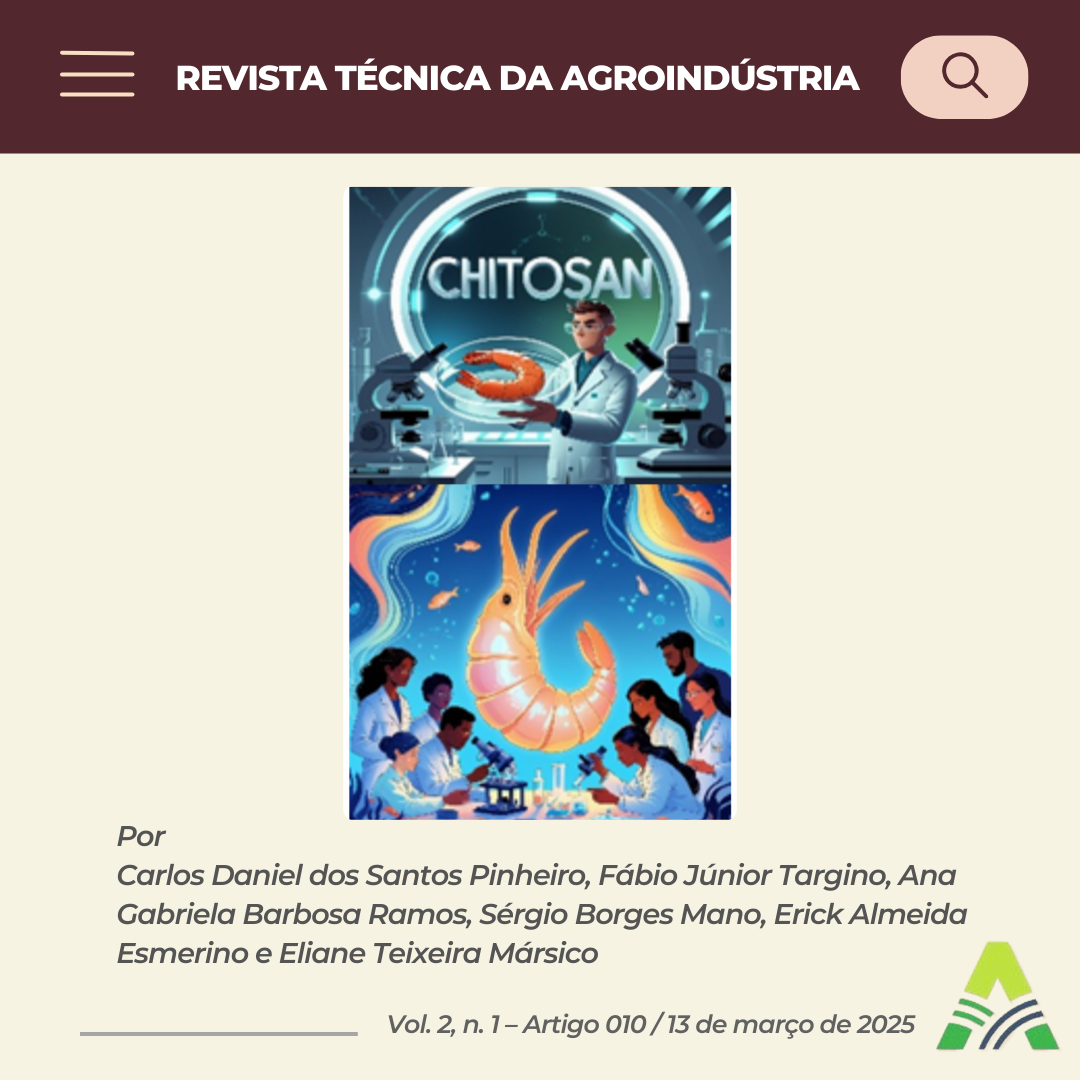 REVISTA TÉCNICA DA AGROINDÚSTRIA
CHITOSAN
Por
Carlos Daniel dos Santos Pinheiro, Fábio Júnior Targino, Ana
Gabriela Barbosa Ramos, Sérgio Borges Mano, Erick Almeida
Esmerino e Eliane Teixeira Mársico
Vol. 2, n. 1 – Artigo 010 / 13 de março de 2025